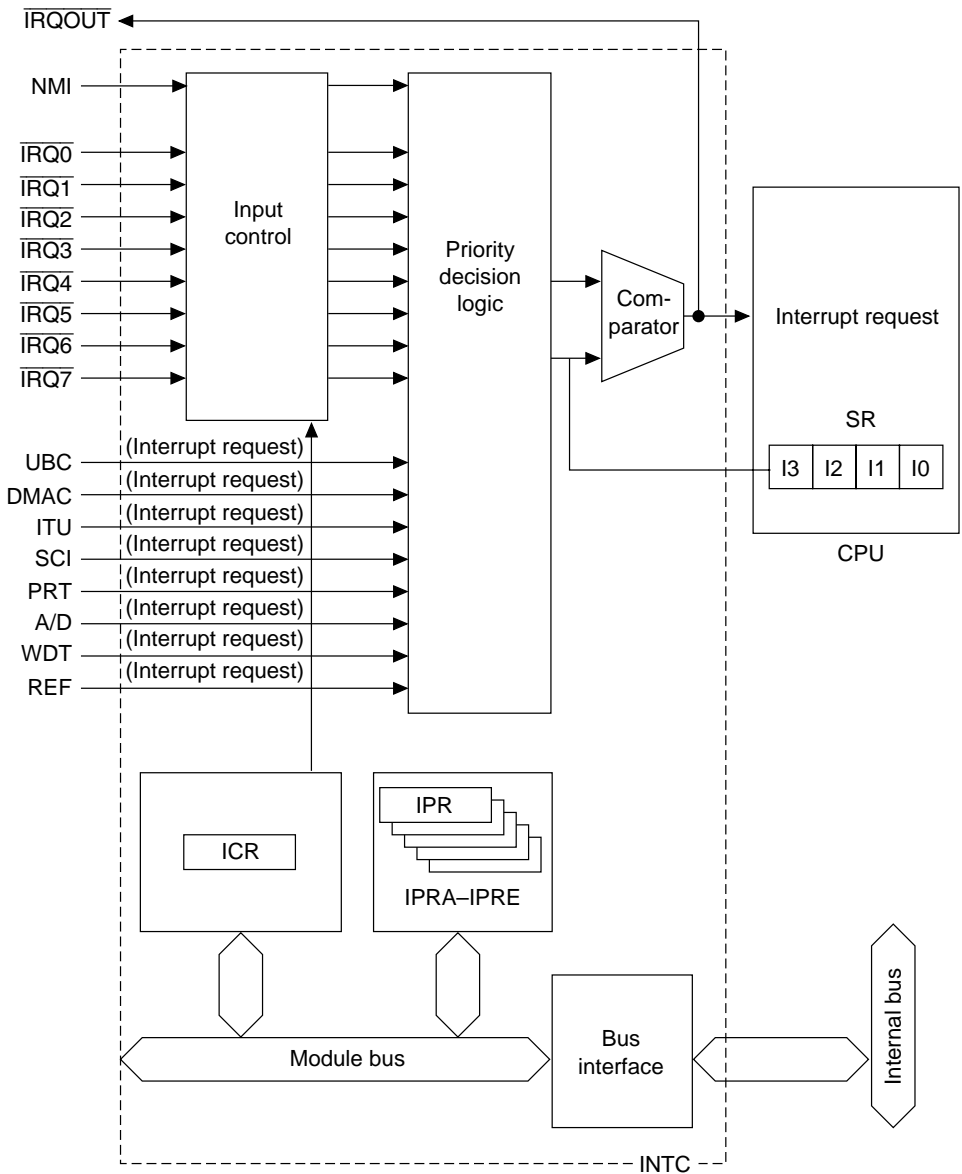 IRQOUT
NMI
IRQ0
IRQ1
IRQ2
IRQ3
IRQ4
IRQ5
IRQ6
IRQ7
Input
control
Priority
decision
logic
Com-
parator
Interrupt request
SR
I3 I2 I1 I0
CPU
UBC
(Interrupt request)
DMAC
(Interrupt request)
ITU
(Interrupt request)
SCI
(Interrupt request)
PRT
(Interrupt request)
A/D
(Interrupt request)
WDT
(Interrupt request)
REF
(Interrupt request)
ICR
IPR
IPRA–IPRE
Module bus
Bus
interface
Internal bus
INTC